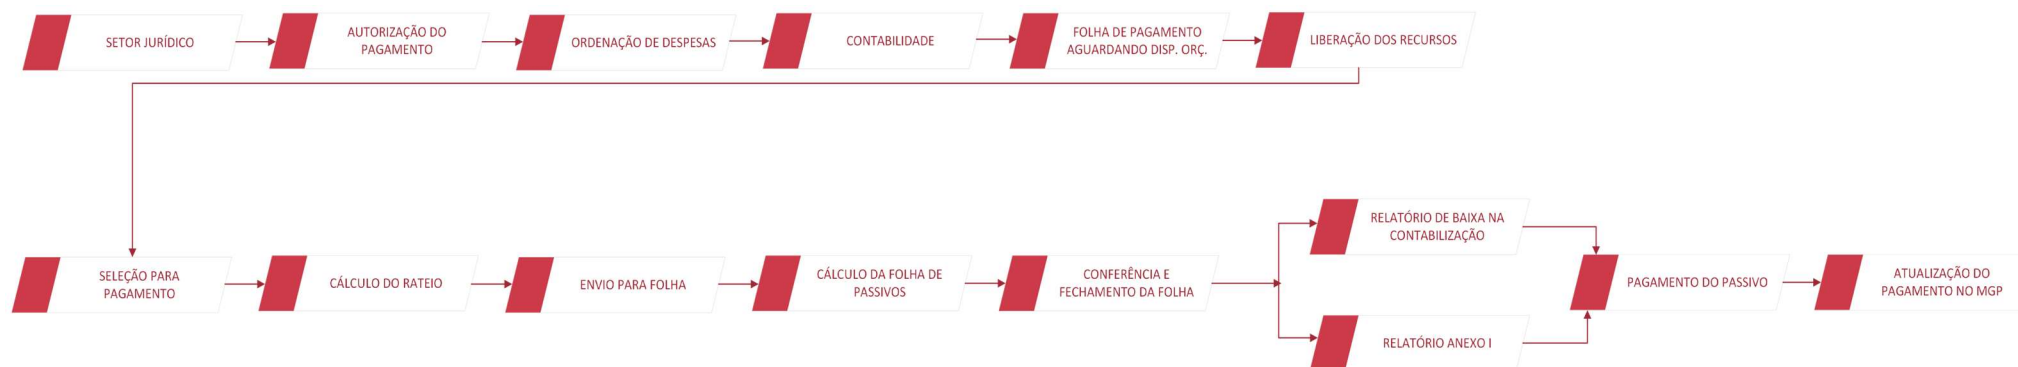 SETOR JURÍDICO
AUTORIZAÇÃO DO
PAGAMENTO
ORDENAÇÃO DE DESPESAS
CONTABILIDADE
FOLHA DE PAGAMENTO
AGUARDANDO DISP. ORÇ.
LIBERAÇÃO DOS RECURSOS
SELEÇÃO PARA
PAGAMENTO
CÁLCULO DO RATEIO
ENVIO PARA FOLHA
CÁLCULO DA FOLHA DE
PASSIVOS
CONFERÊNCIA E
FECHAMENTO DA FOLHA
RELATÓRIO DE BAIXA NA
CONTABILIZAÇÃO
RELATÓRIO ANEXO I
PAGAMENTO DO PASSIVO
ATUALIZAÇÃO DO
PAGAMENTO NO MGP